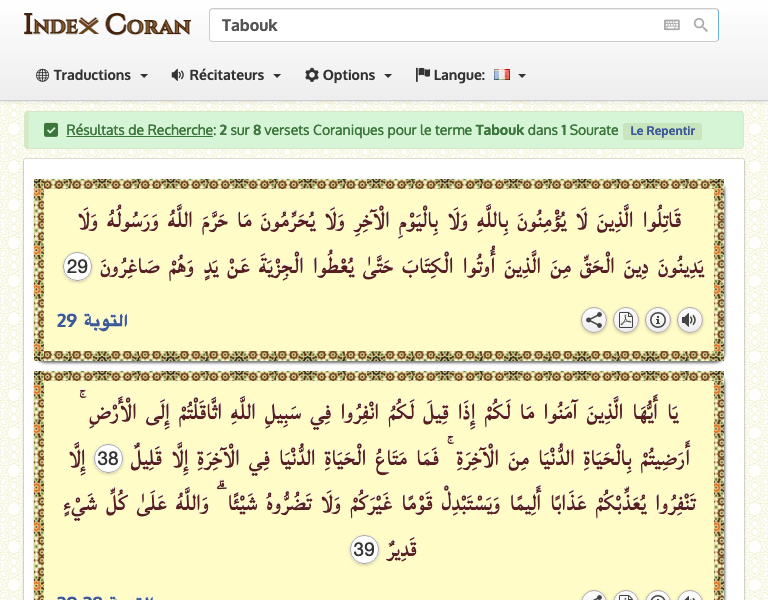 Index Coran
Tabouk
Traductions
Récitateurs
Options
Langue:
Résultats de Recherche: 2 sur 8 versets Coraniques pour le terme Tabouk dans 1 Sourate Le Repentir
قَاتِلُوا الَّذِينَ لَا يُؤْمِنُونَ بِاللَّهِ وَلَا بِالْيَوْمِ الْآخِرِ وَلَا يُحَرِّمُونَ مَا حَرَّمَ اللَّهُ وَرَسُولُهُ وَلَا
يَدِينُونَ دِينَ الْحَقِّ مِنَ الَّذِينَ أُوتُوا الْكِتَابَ حَتَّىٰ يُعْطُوا الْجِزْيَةَ عَنْ يَدٍ وَهُمْ صَاغِرُونَ 29
التوبة 29
يَا أَيُّهَا الَّذِينَ آمَنُوا مَا لَكُمْ إِذَا قِيلَ لَكُمُ انْفِرُوا فِي سَبِيلِ اللَّهِ اثَّاقَلْتُمْ إِلَى الْأَرْضِ ۚ
أَرَضِيتُمْ بِالْحَيَاةِ الدُّنْيَا مِنَ الْآخِرَةِ ۚ فَمَا مَتَاعُ الْحَيَاةِ الدُّنْيَا فِي الْآخِرَةِ إِلَّا قَلِيلٌ 38 إِلَّا
تَنْفِرُوا يُعَذِّبْكُمْ عَذَابًا أَلِيمًا وَيَسْتَبْدِلْ قَوْمًا غَيْرَكُمْ وَلَا تَضُرُّوهُ شَيْئًا ۗ وَاللَّهُ عَلَىٰ كُلِّ شَيْءٍ
قَدِيرٌ 39